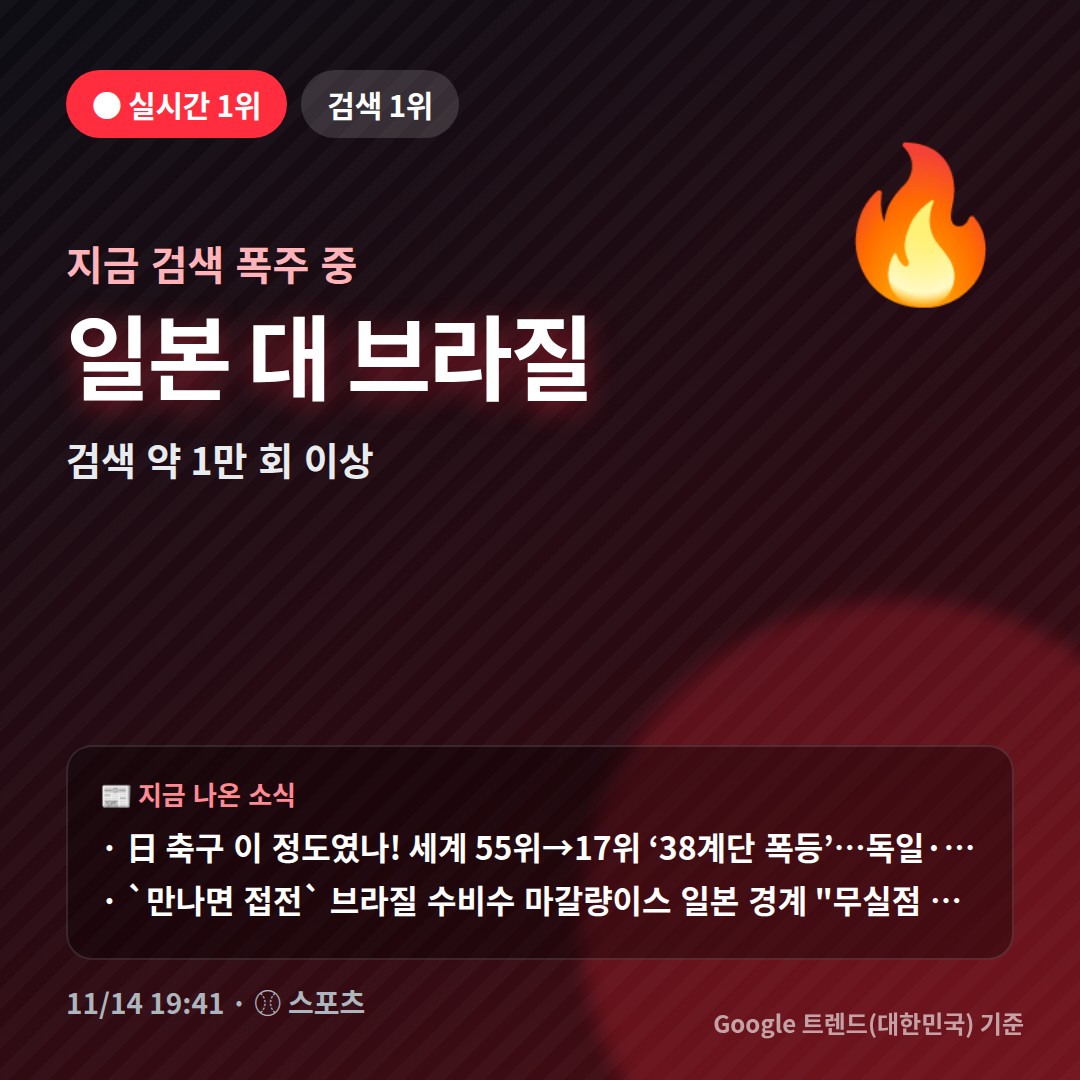 실시간 1위 검색 1위
지금 검색 폭주 중
일본 대 브라질
검색 약 1만 회 이상
지금 나온 소식
· 日 축구 이 정도였나! 세계 55위→17위 ‘38계단 폭등’…독일·…
· `만나면 접전` 브라질 수비수 마갈량이스 일본 경계 "무실점 …
11/14 19:41 · ⚾ 스포츠
Google 트렌드(대한민국) 기준